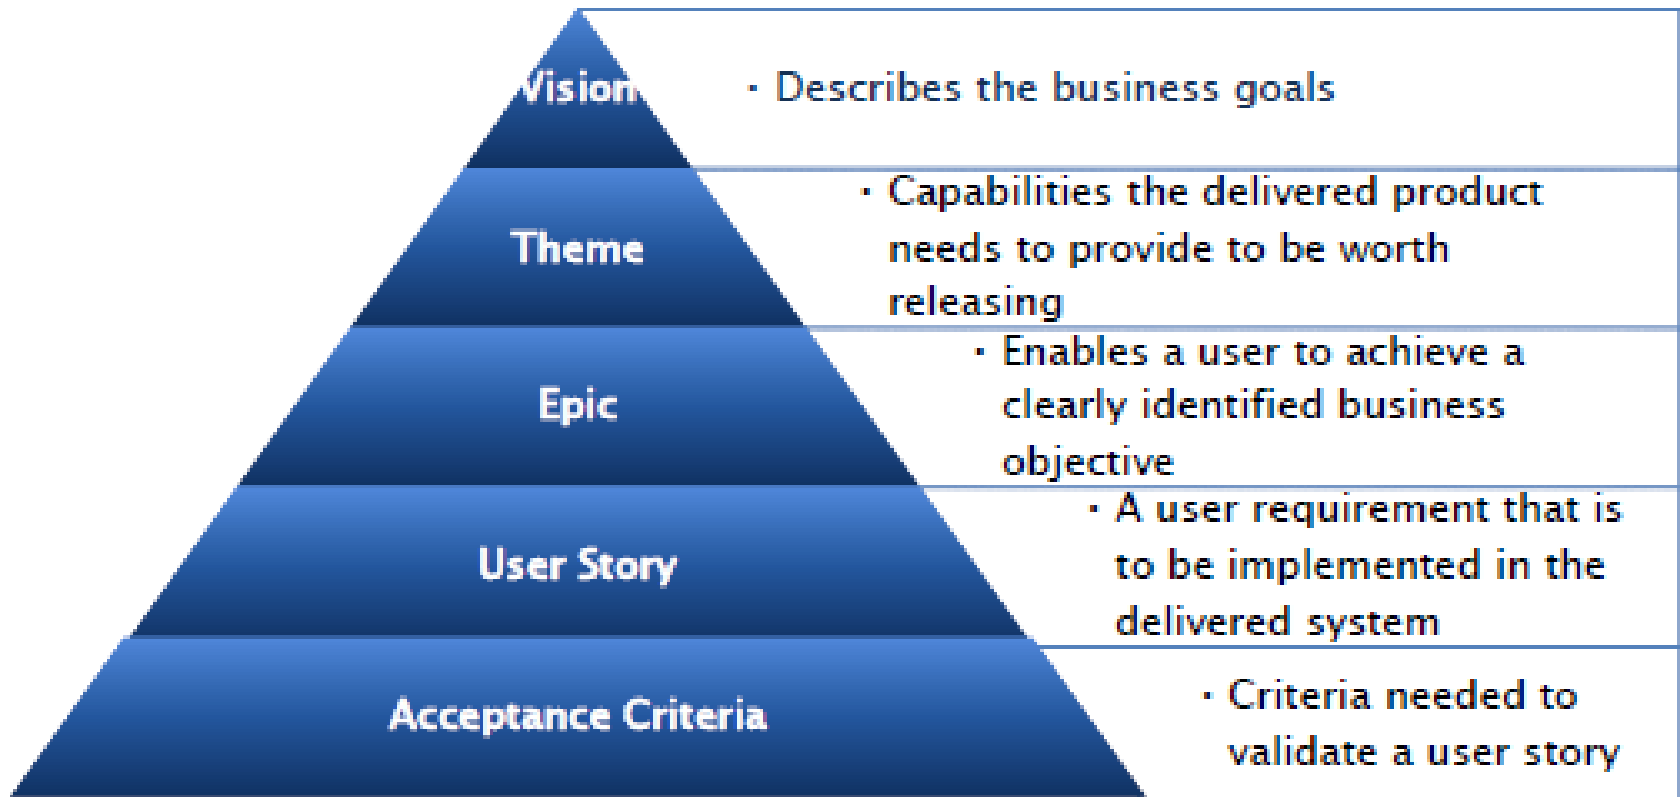 Vision
· Describes the business goals
Theme
· Capabilities the delivered product
needs to provide to be worth
releasing
Epic
· Enables a user to achieve a
clearly identified business
objective
User Story
· A user requirement that is
to be implemented in the
delivered system
Acceptance Criteria
· Criteria needed to
validate a user story